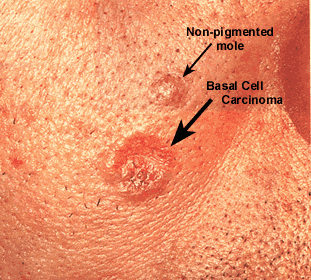 Non-pigmented
mole
Basal Cell
Carcinoma